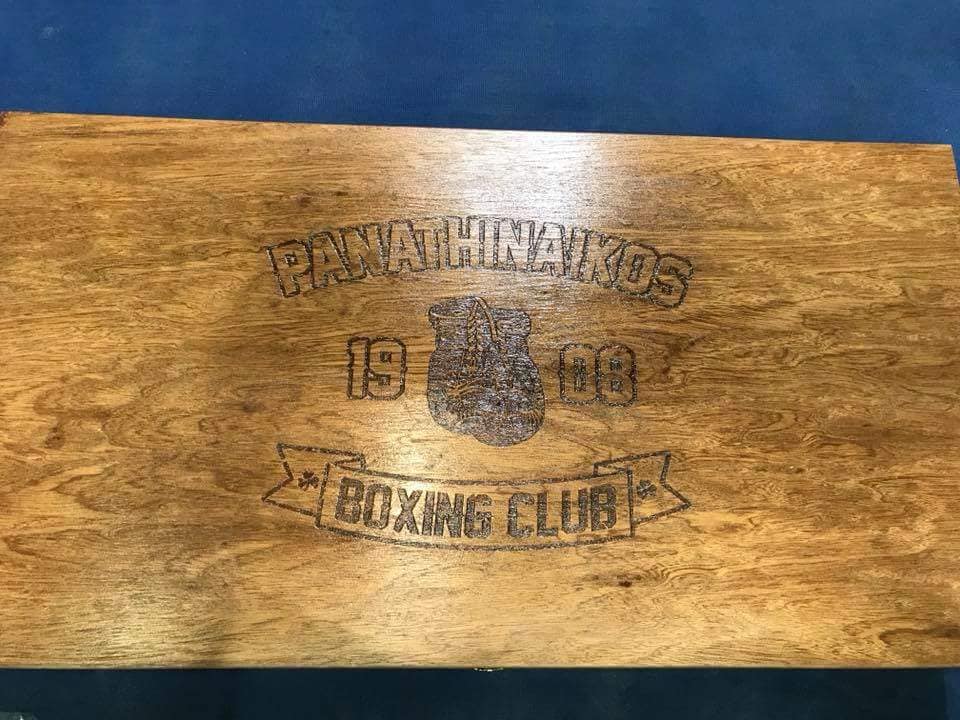 PANATHINAIKOS
19 08
BOXING CLUB